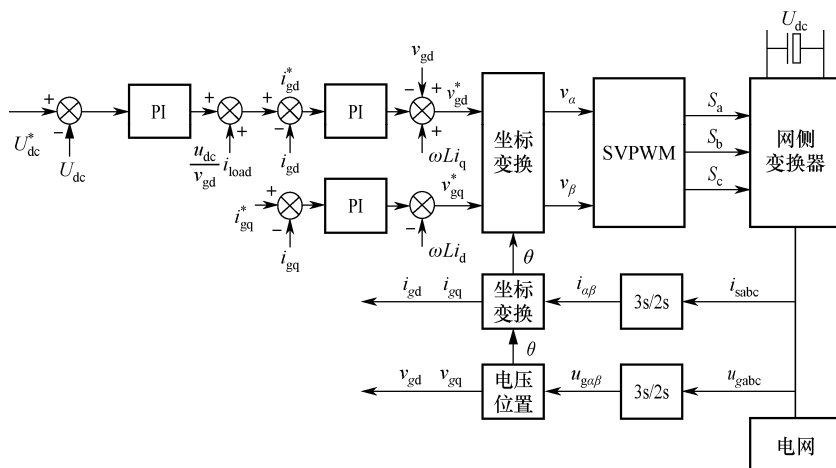 U_dc
v_gd
i*_gd
v*_gd
PI
PI
坐标
变换
v_α
SVPWM
S_a
S_b
S_c
网侧
变换器
U*_dc
U_dc
u_dc/v_gd i_load
i_gd
ωLi_q
v*_gq
v_β
i*_gq
i_gq
PI
ωLi_d
θ
i_gd i_gq
坐标
变换
i_αβ
3s/2s
i_sabc
θ
v_gd v_gq
电压
位置
u_gαβ
3s/2s
u_gabc
电网